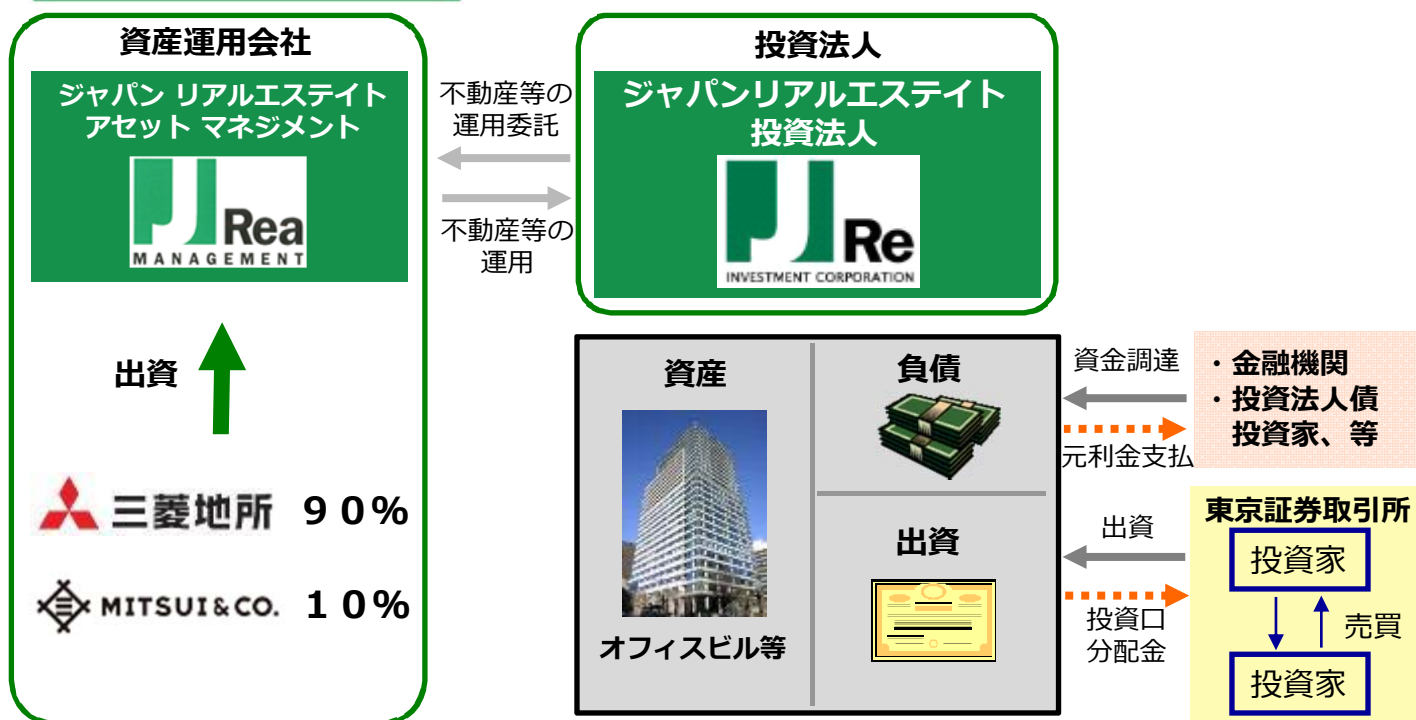 資産運用会社
ジャパン リアルエステイト
アセット マネジメント
J Rea
MANAGEMENT
出資
三菱地所 ９０%
MITSUI&CO. １０%
不動産等の
運用委託
不動産等の
運用
投資法人
ジャパンリアルエステイト
投資法人
J Re
INVESTMENT CORPORATION
資産
オフィスビル等
負債
出資
資金調達
元利金支払
・金融機関
・投資法人債
投資家、等
出資
投資口
分配金
東京証券取引所
投資家
売買
投資家